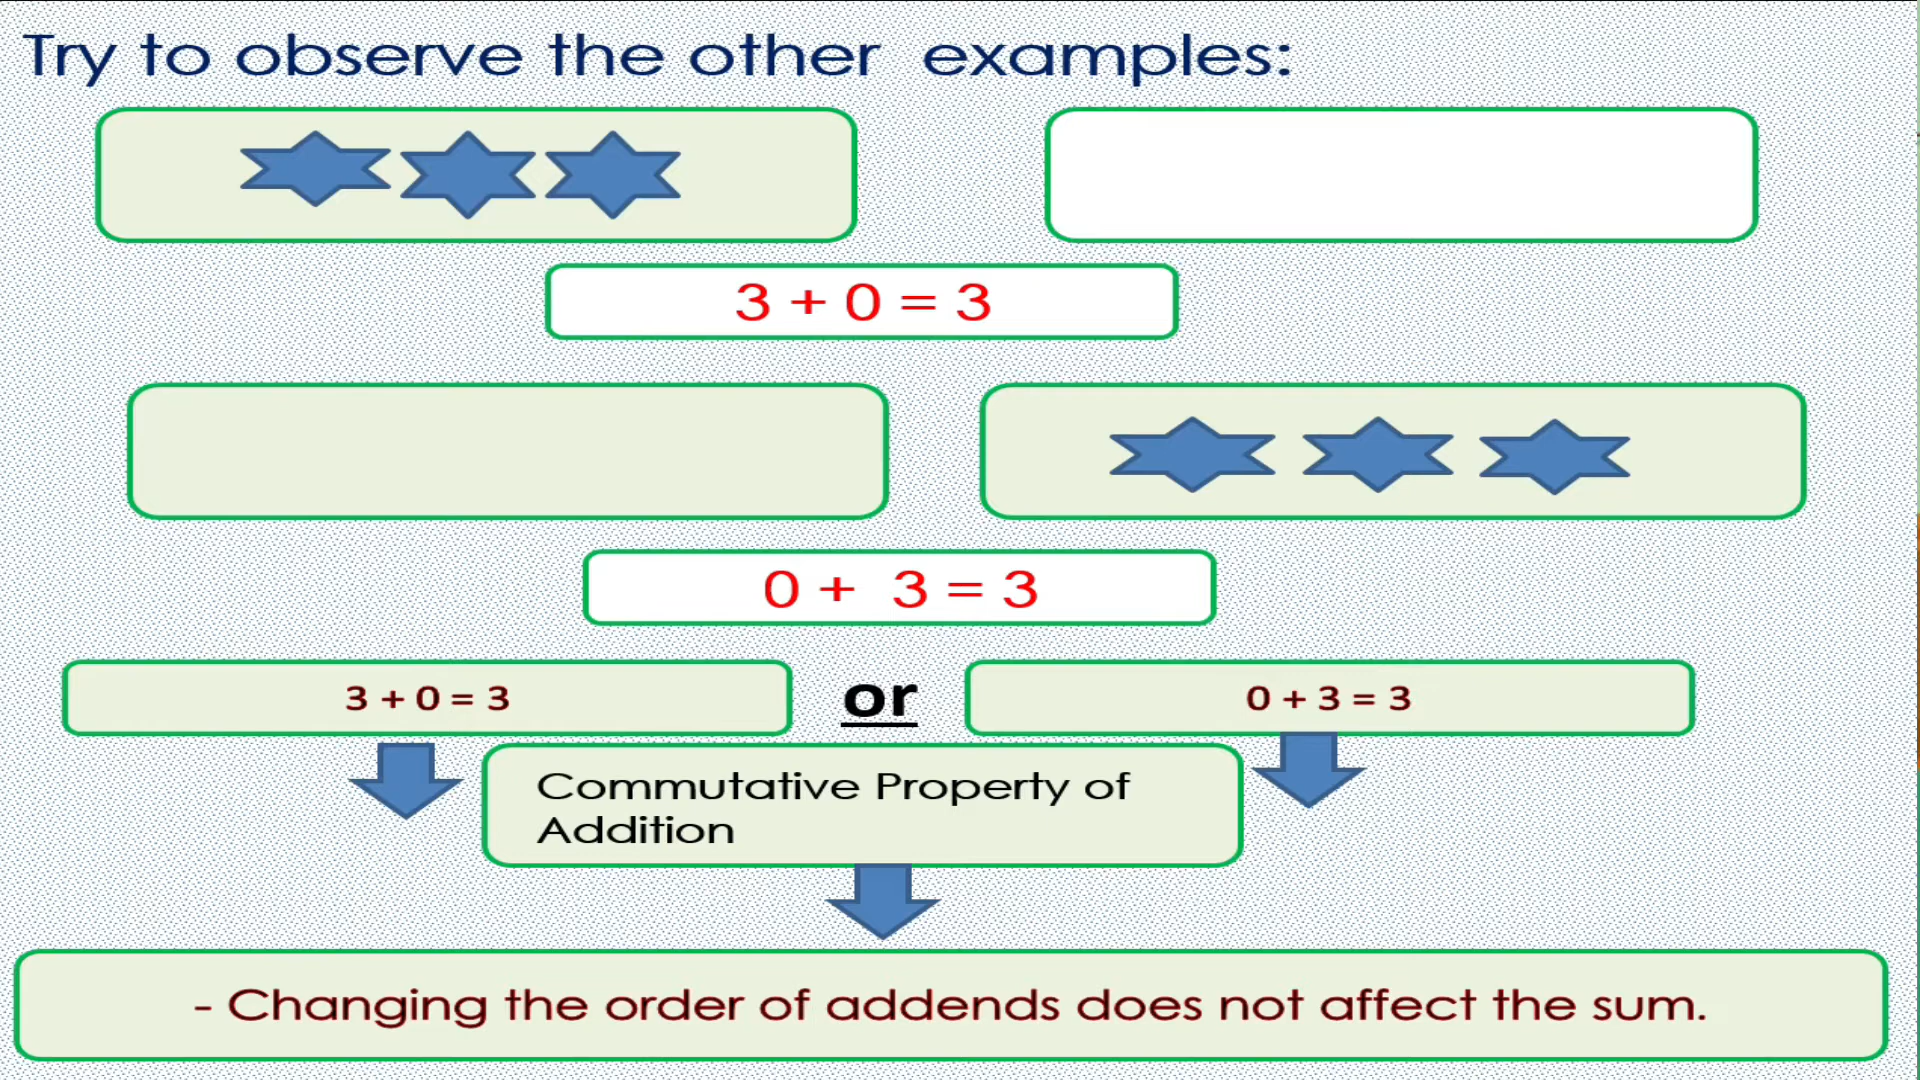 Try to observe the other examples:
3 + 0 = 3
0 + 3 = 3
3 + 0 = 3
or
0 + 3 = 3
Commutative Property of
Addition
- Changing the order of addends does not affect the sum.